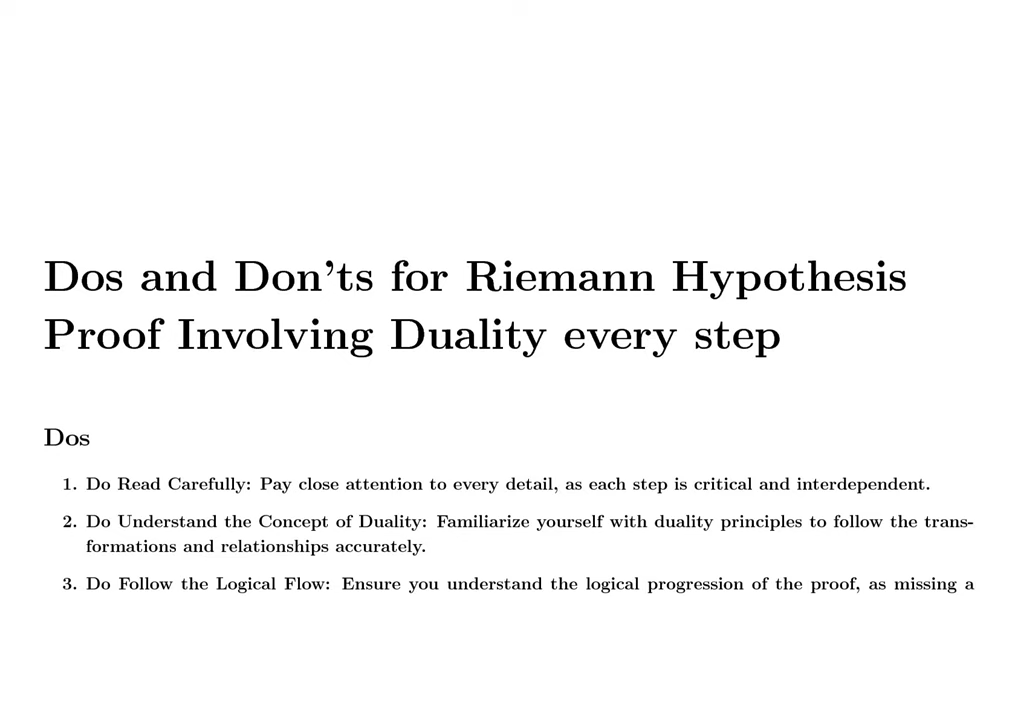 Dos and Don'ts for Riemann Hypothesis
Proof Involving Duality every step
Dos
1. Do Read Carefully: Pay close attention to every detail, as each step is critical and interdependent.
2. Do Understand the Concept of Duality: Familiarize yourself with duality principles to follow the trans-
formations and relationships accurately.
3. Do Follow the Logical Flow: Ensure you understand the logical progression of the proof, as missing a